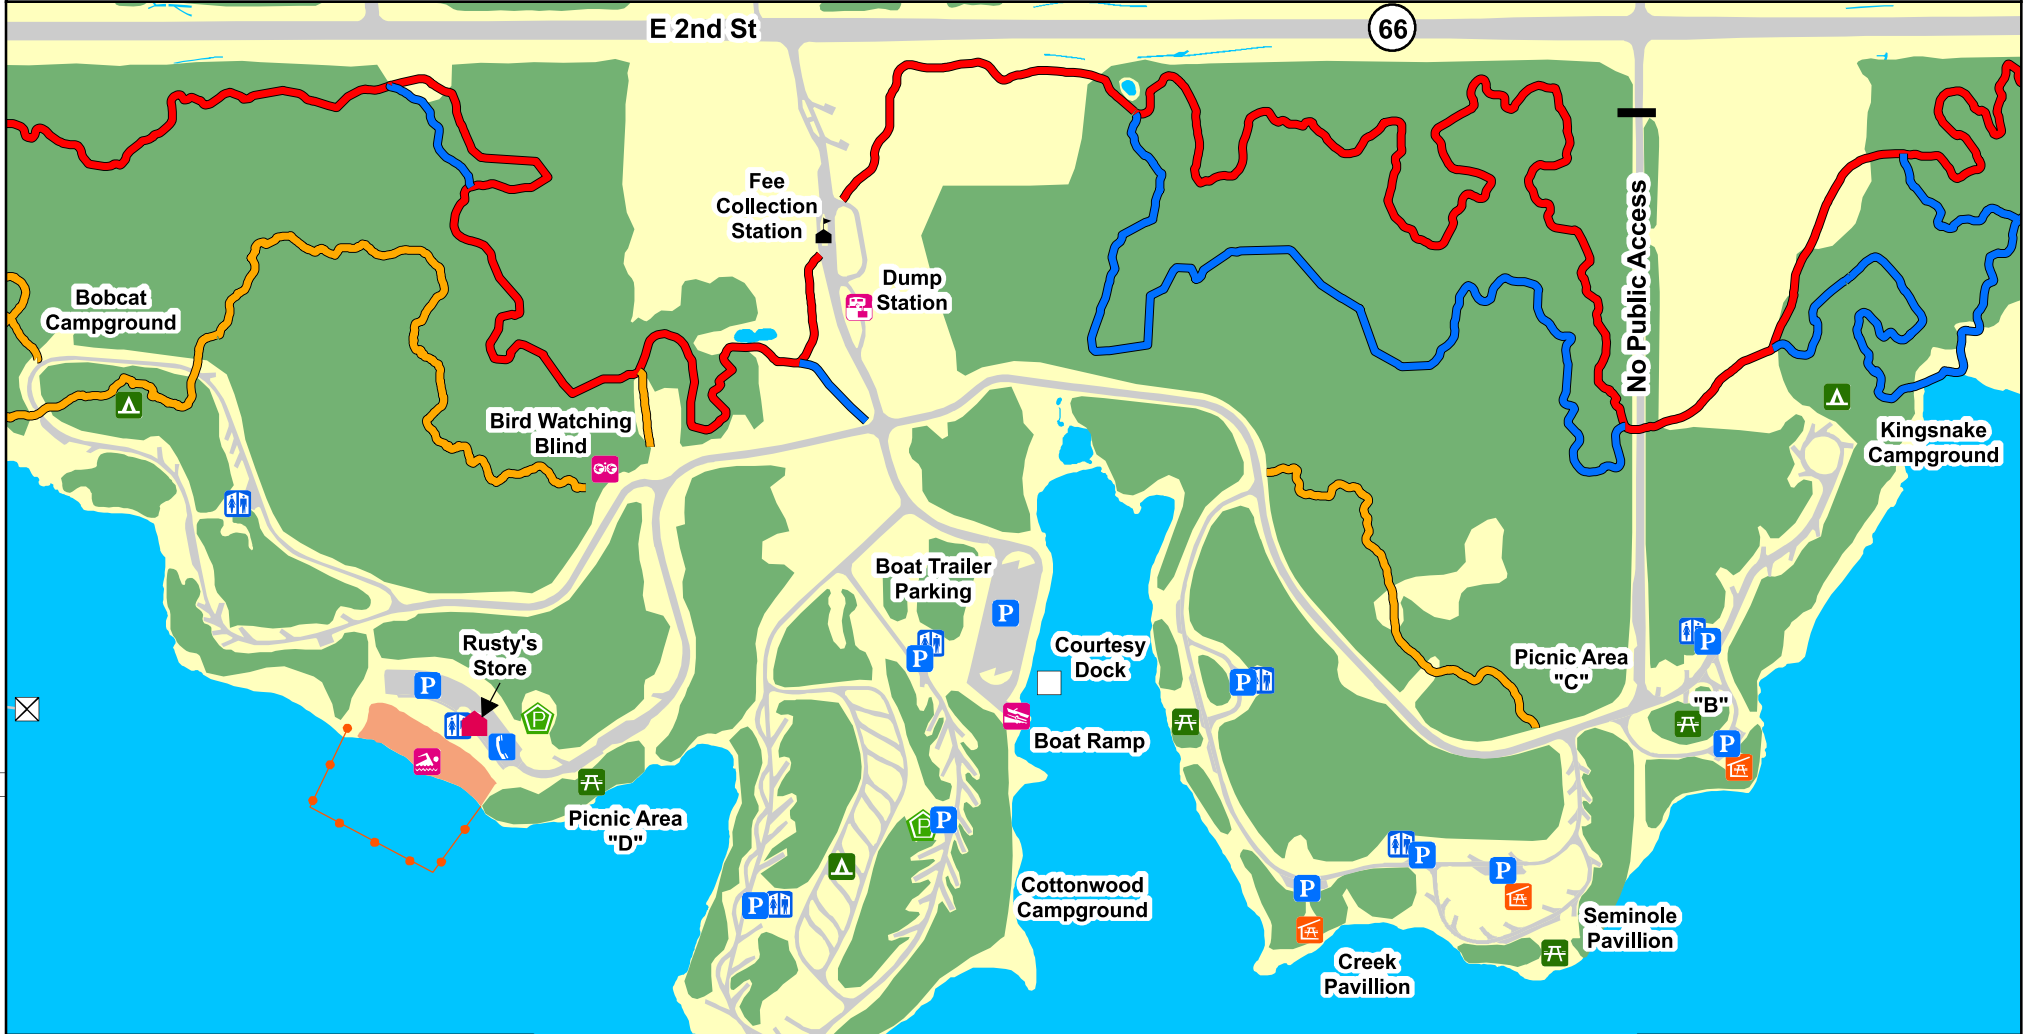 E 2nd St
66
Fee
Collection
Station
No Public Access
Dump
Station
Bobcat
Campground
Bird Watching
Blind
Kingsnake
Campground
Boat Trailer
Parking
P
Rusty's
Store
Courtesy
Dock
Picnic Area
"C"
P
P
P
P
"B"
P
P
Boat Ramp
P
Picnic Area
"D"
P
P
P
P
P
P
Cottonwood
Campground
Seminole
Pavillion
Creek
Pavillion